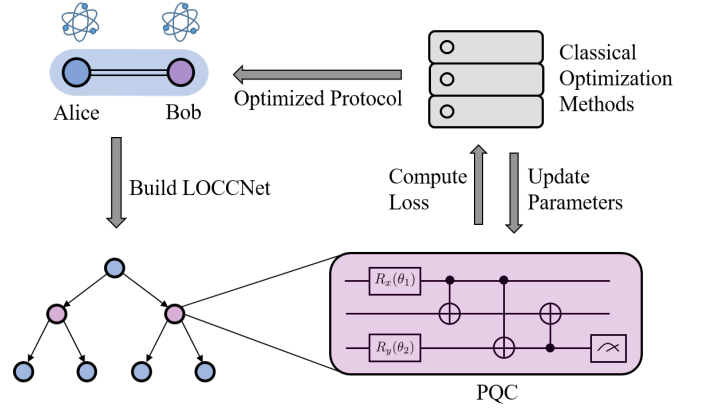 Alice
Bob
Optimized Protocol
Classical
Optimization
Methods
Build LOCCNet
Compute
Loss
Update
Parameters
R_x(θ_1)
R_y(θ_2)
PQC